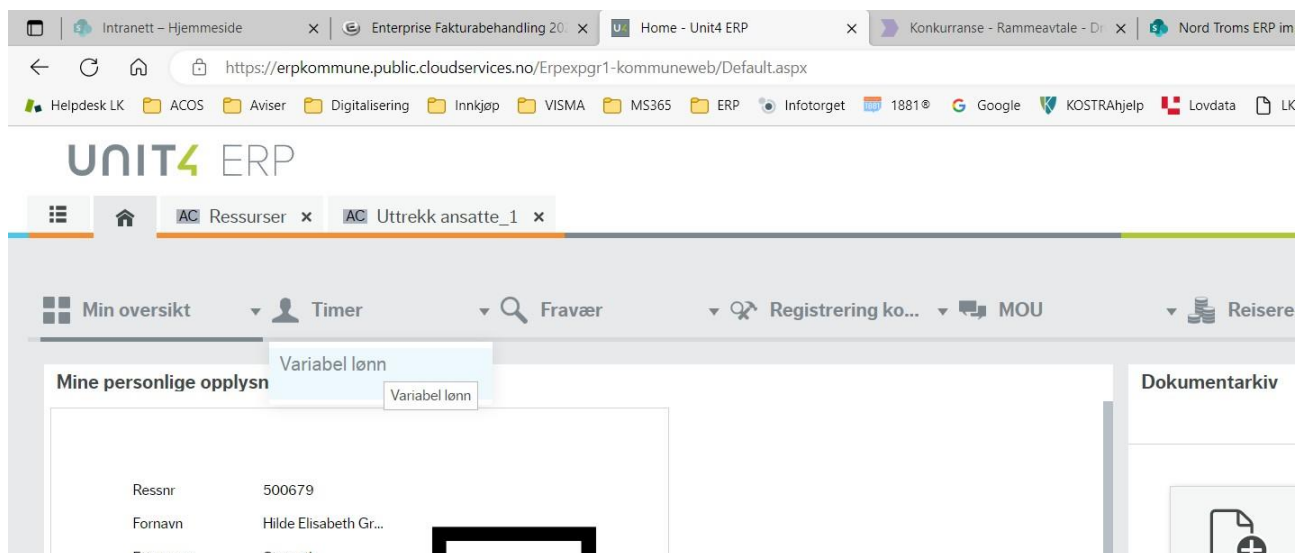 Intranett – Hjemmeside Enterprise Fakturabehandling 20 Home - Unit4 ERP Konkurranse - Rammeavtale - Dr Nord Troms ERP im
https://erpkommune.public.cloudservices.no/Erpexpgr1-kommuneweb/Default.aspx
Helpdesk LK ACOS Aviser Digitalisering Innkjøp VISMA MS365 ERP Infotorget 1881® Google KOSTRAhjelp Lovdata LK
UNIT4 ERP
AC Ressurser AC Uttrekk ansatte_1
Min oversikt Timer Fravær Registrering ko... MOU Reisere
Variabel lønn
Mine personlige opplysn Dokumentarkiv
Variabel lønn
Ressnr 500679
Fornavn Hilde Elisabeth Gr...